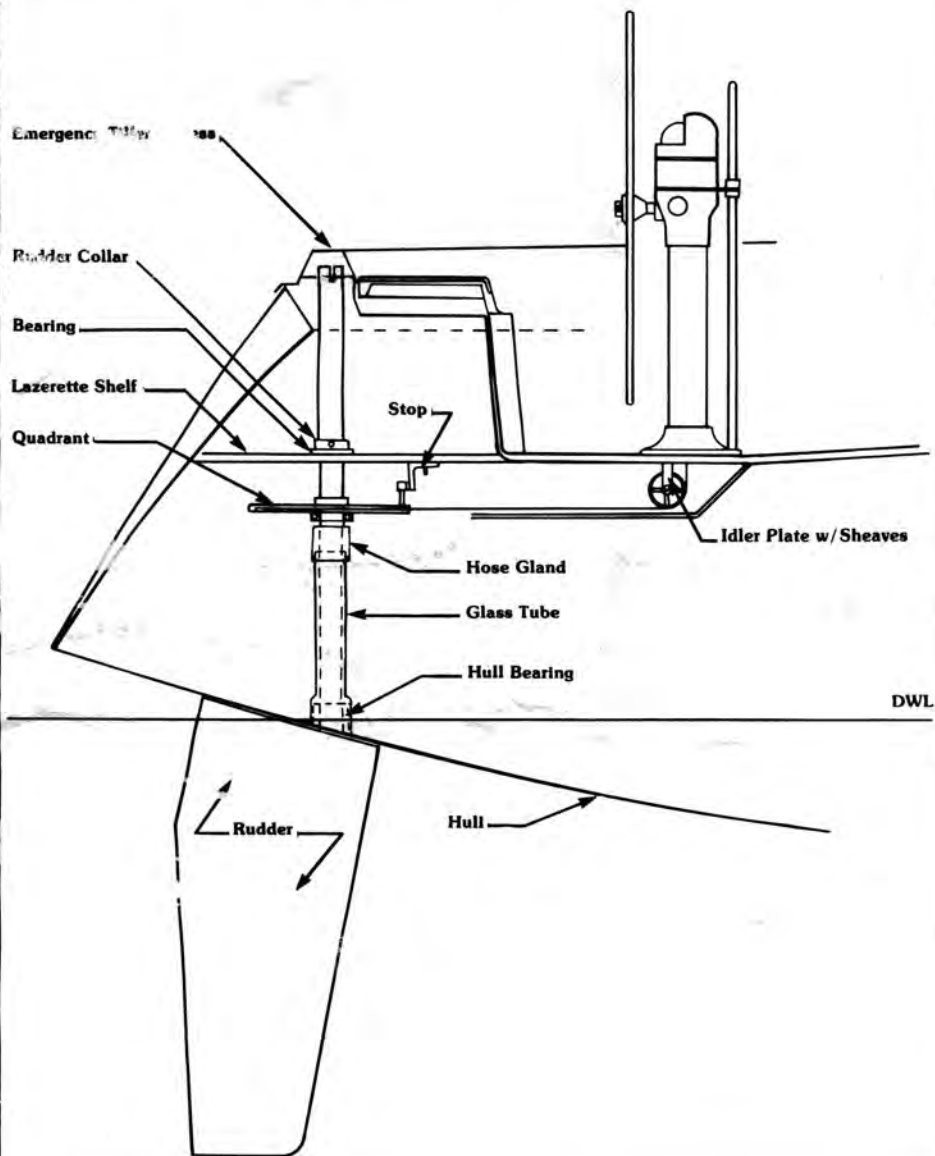 Rudder Collar
Bearing
Lazerette Shelf
Quadrant
Stop
Idler Plate w/Sheaves
Hose Gland
Glass Tube
Hull Bearing
DWL
Rudder
Hull